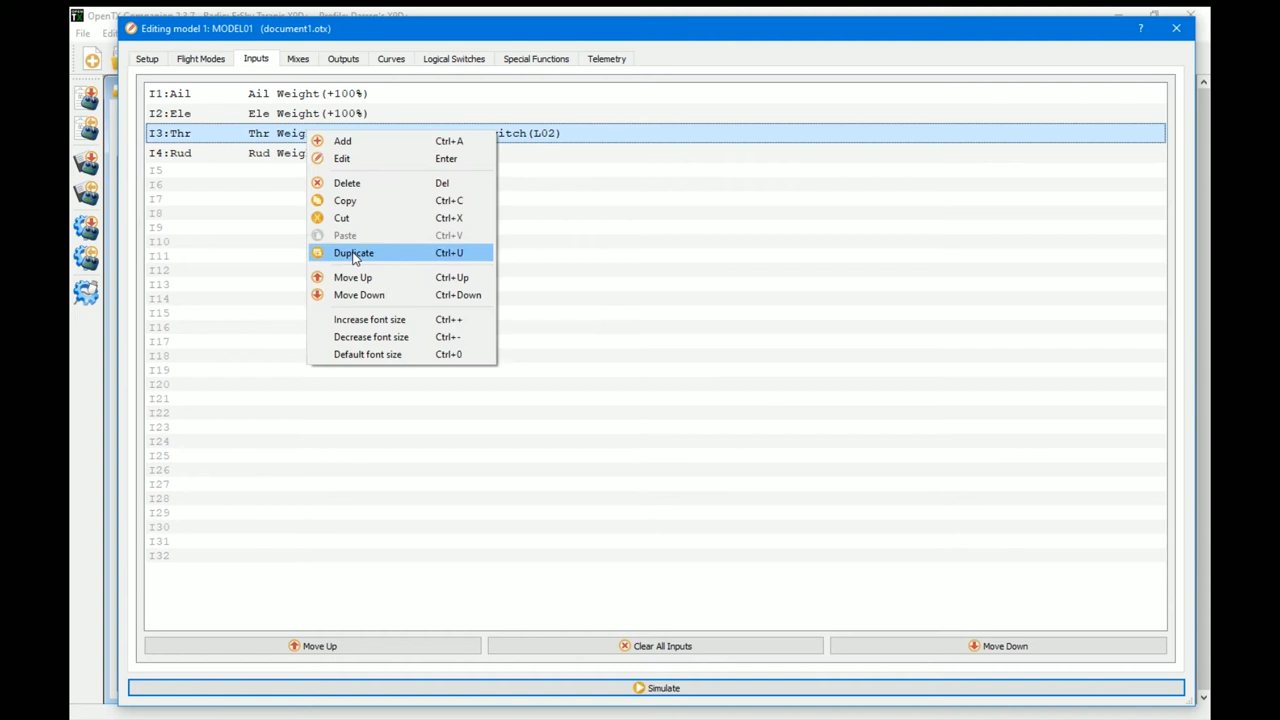 Editing model 1: MODEL01 (document1.otx)
File
Setup Flight Modes Inputs Mixes Outputs Curves Logical Switches Special Functions Telemetry
I1:Ail Ail Weight(+100%)
I2:Ele Ele Weight(+100%)
I3:Thr Thr Weig itch(L02)
I4:Rud Rud Weig
I5
I6
I7
I8
I9
I10
I11
I12
I13
I14
I15
I16
I17
I18
I19
I20
I21
I22
I23
I24
I25
I26
I27
I28
I29
I30
I31
I32
Add Ctrl+A
Edit Enter
Delete Del
Copy Ctrl+C
Cut Ctrl+X
Paste Ctrl+V
Duplicate Ctrl+U
Move Up Ctrl+Up
Move Down Ctrl+Down
Increase font size Ctrl++
Decrease font size Ctrl+-
Default font size Ctrl+0
Move Up Clear All Inputs Move Down
Simulate